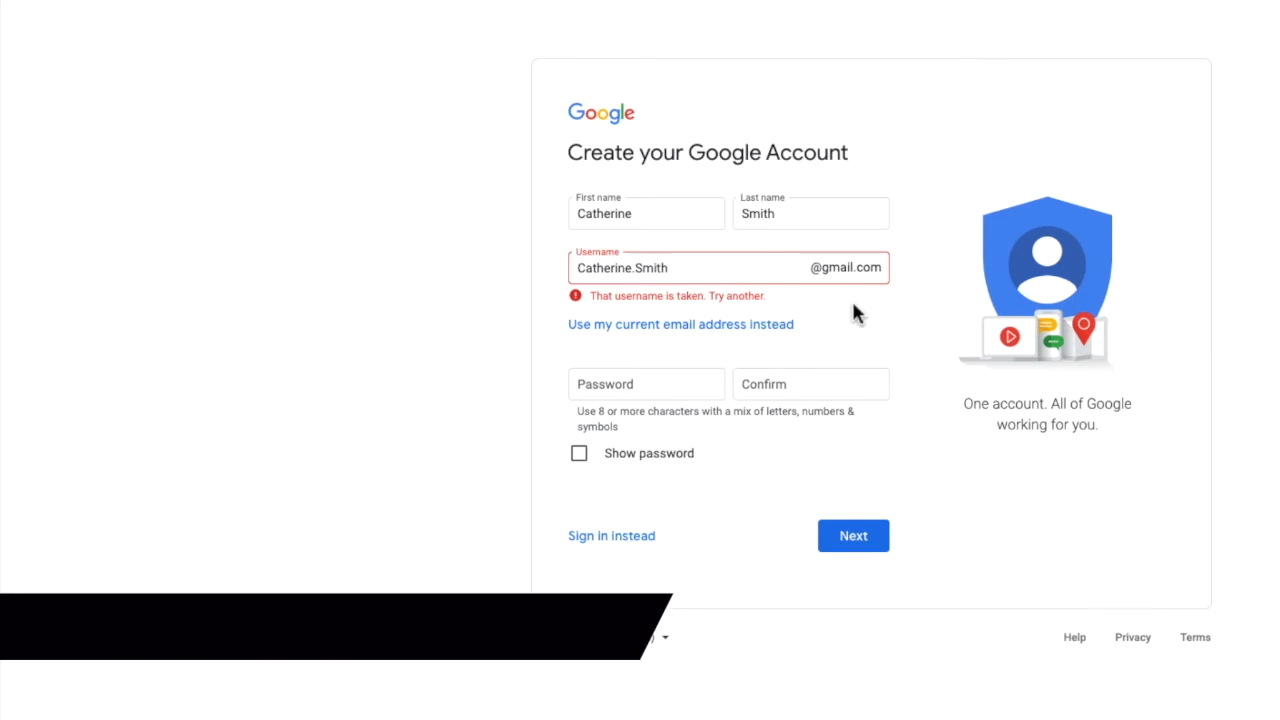 Google
Create your Google Account
First name
Last name
Catherine
Smith
Username
Catherine.Smith
@gmail.com
That username is taken. Try another.
Use my current email address instead
Password
Confirm
Use 8 or more characters with a mix of letters, numbers &
symbols
Show password
One account. All of Google
working for you.
Sign in instead
Next
)
Help
Privacy
Terms